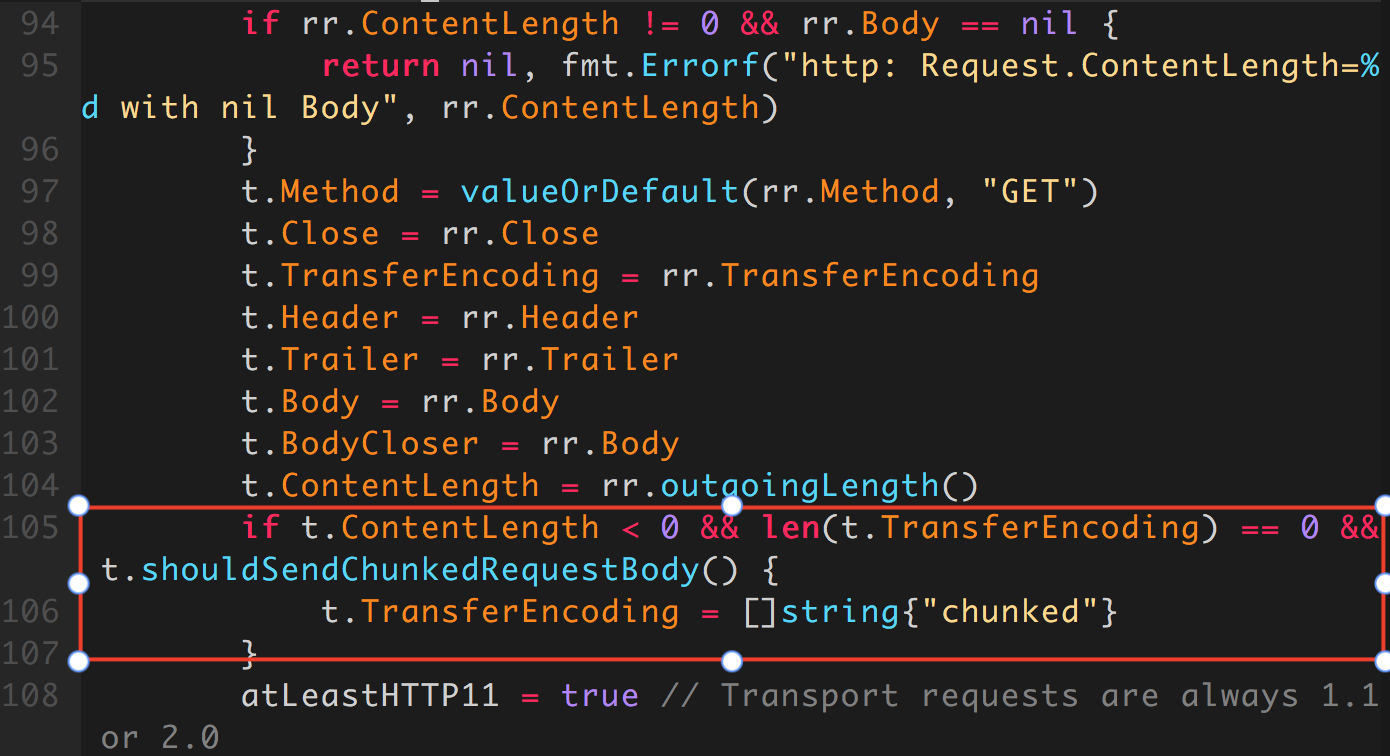 94 if rr.ContentLength != 0 && rr.Body == nil {
95 return nil, fmt.Errorf("http: Request.ContentLength=%
d with nil Body", rr.ContentLength)
96 }
97 t.Method = valueOrDefault(rr.Method, "GET")
98 t.Close = rr.Close
99 t.TransferEncoding = rr.TransferEncoding
100 t.Header = rr.Header
101 t.Trailer = rr.Trailer
102 t.Body = rr.Body
103 t.BodyCloser = rr.Body
104 t.ContentLength = rr.outgoingLength()
105 if t.ContentLength < 0 && len(t.TransferEncoding) == 0 &&
t.shouldSendChunkedRequestBody() {
106 t.TransferEncoding = []string{"chunked"}
107 }
108 atLeastHTTP11 = true // Transport requests are always 1.1
or 2.0